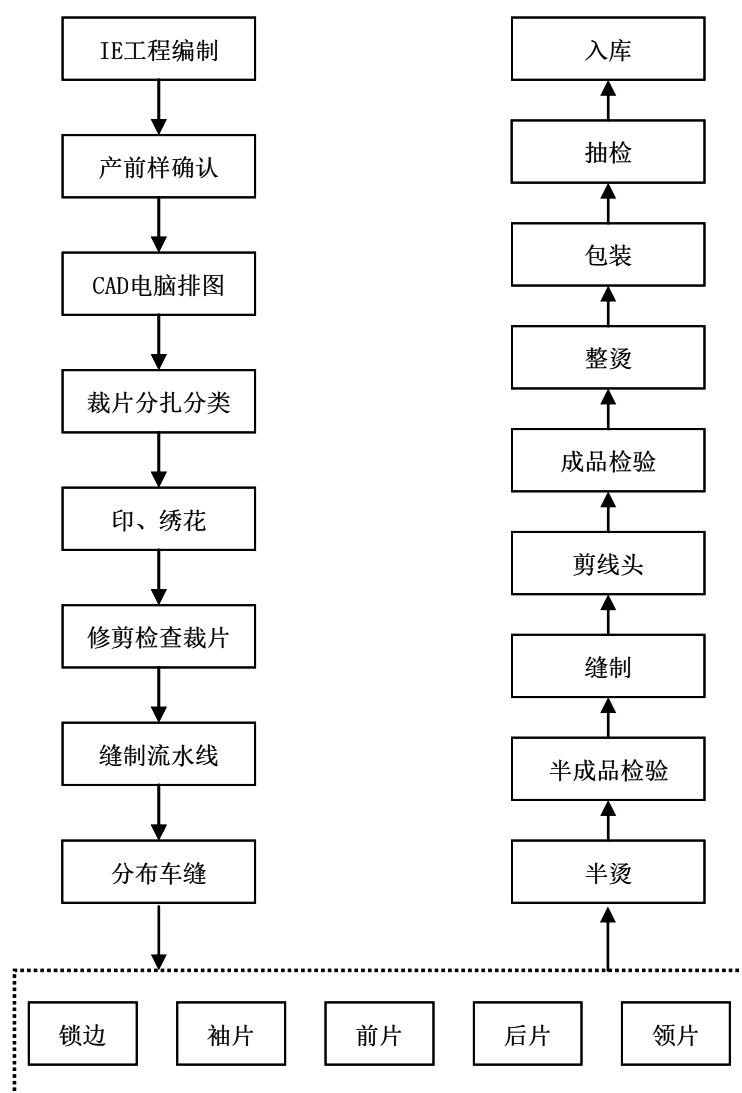 IE工程编制
产前样确认
CAD电脑排图
裁片分扎分类
印、绣花
修剪检查裁片
缝制流水线
分布车缝
锁边
袖片
前片
后片
领片
半烫
半成品检验
缝制
剪线头
成品检验
整烫
包装
抽检
入库